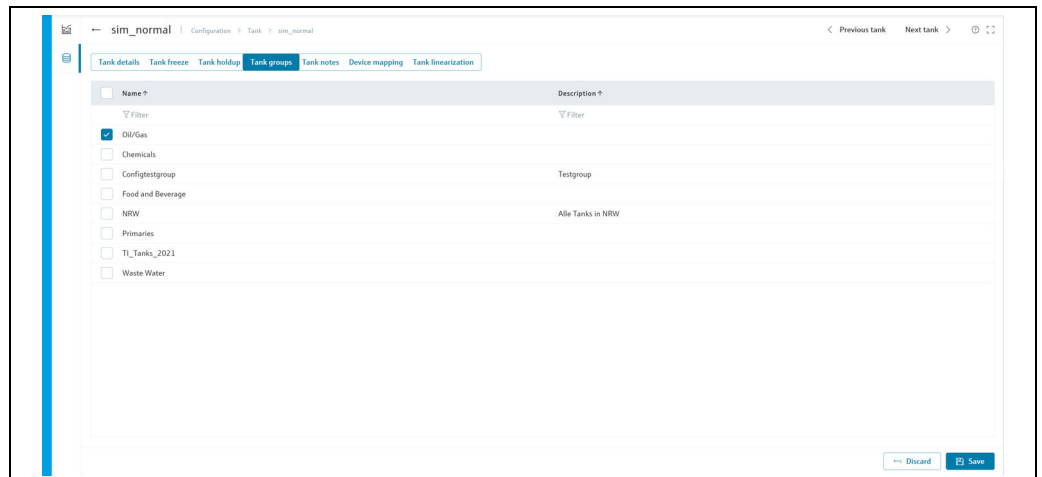 ← sim_normal | Configuration > Tank > sim_normal < Previous tank Next tank >
Tank details Tank freeze Tank holdup Tank groups Tank notes Device mapping Tank linearization
Name ↑ Description ↑
Filter Filter
Oil/Gas
Chemicals
Configtestgroup Testgroup
Food and Beverage
NRW Alle Tanks in NRW
Primaries
TI_Tanks_2021
Waste Water
Discard Save